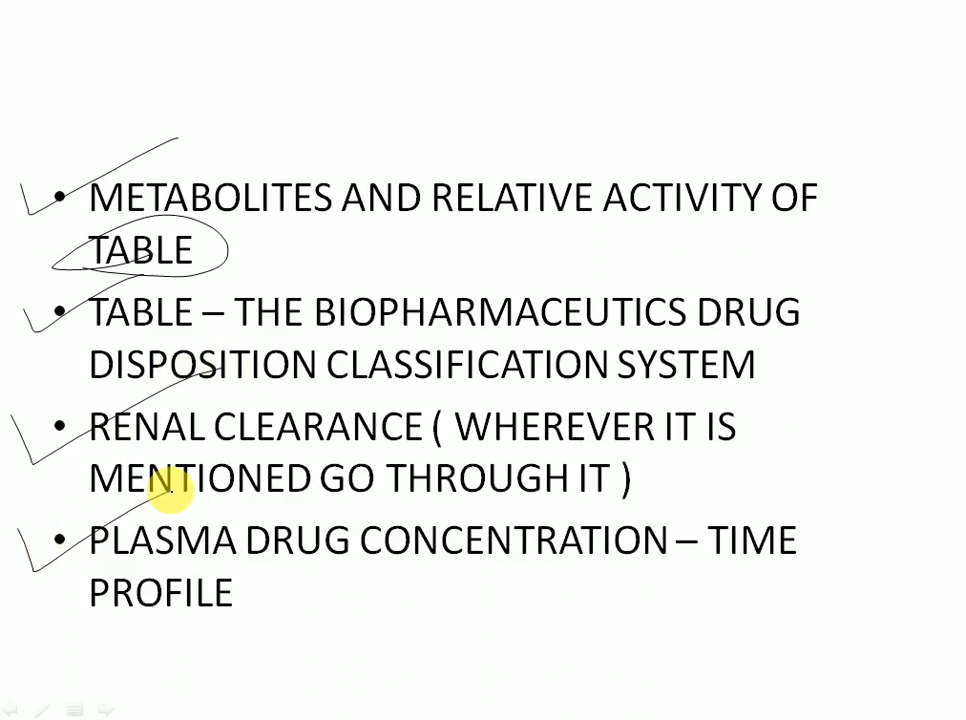 • METABOLITES AND RELATIVE ACTIVITY OF
TABLE
• TABLE – THE BIOPHARMACEUTICS DRUG
DISPOSITION CLASSIFICATION SYSTEM
• RENAL CLEARANCE ( WHEREVER IT IS
MENTIONED GO THROUGH IT )
• PLASMA DRUG CONCENTRATION – TIME
PROFILE